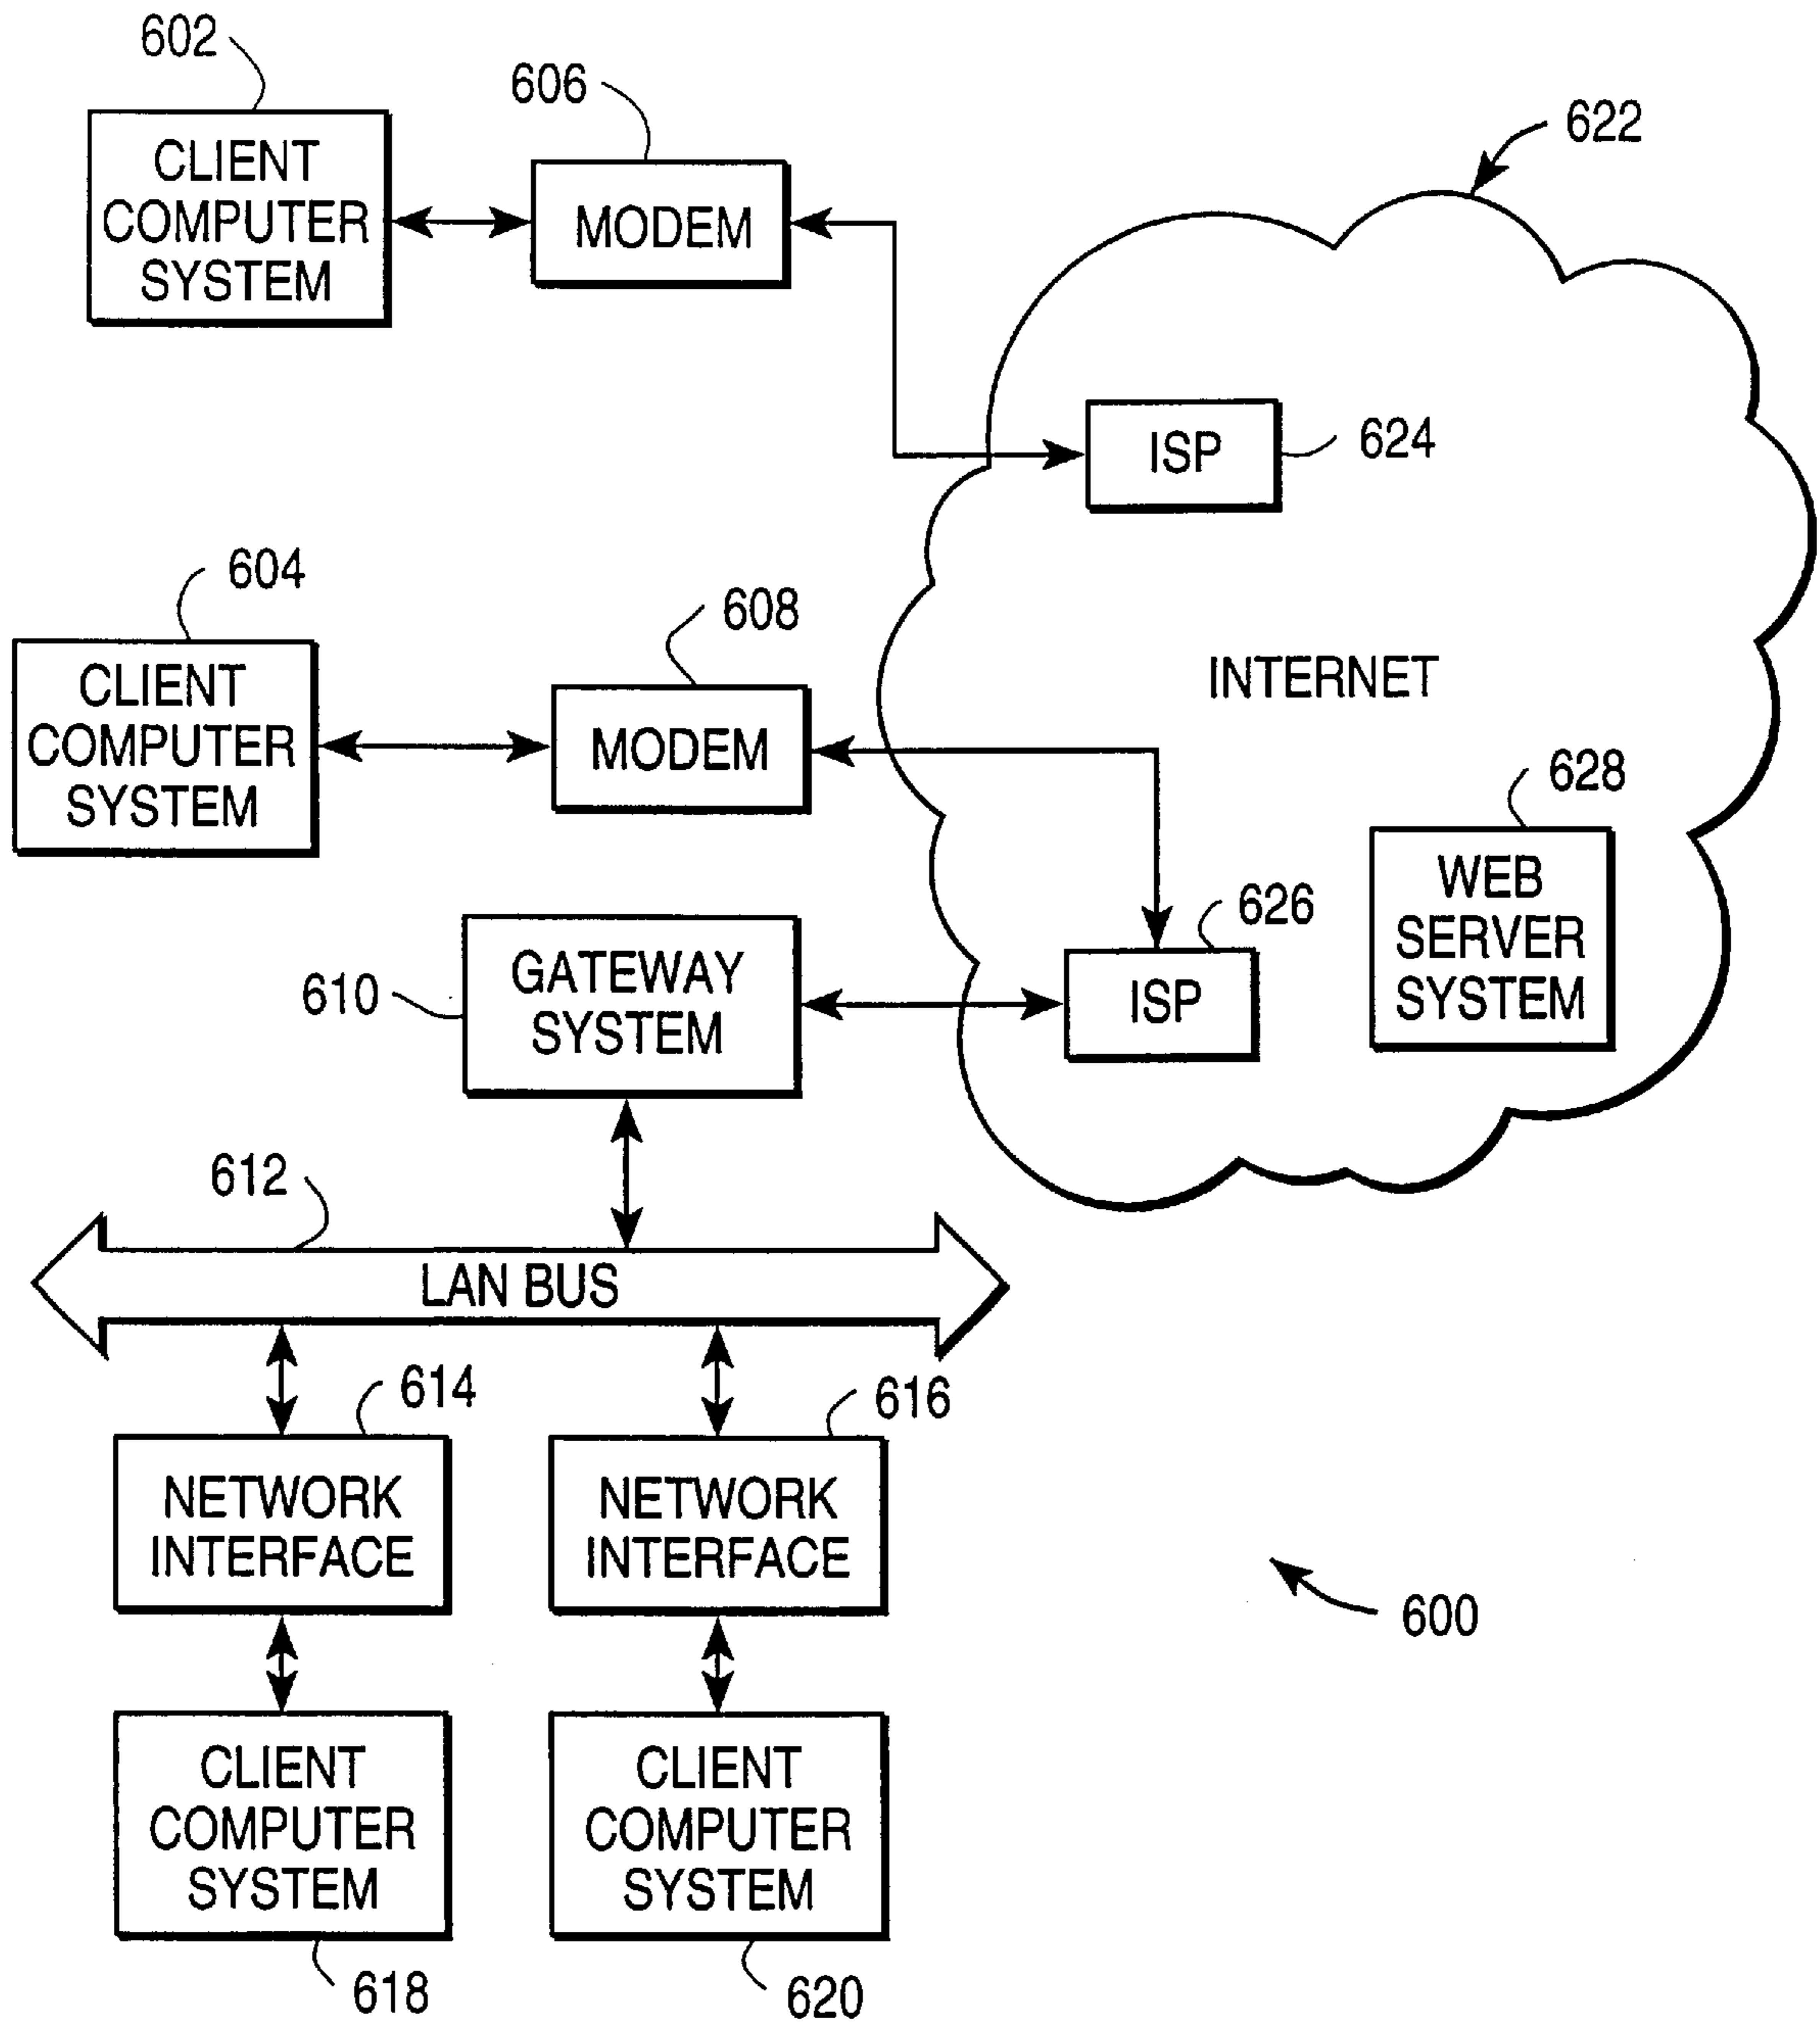 602
606
622
CLIENT
COMPUTER
SYSTEM
MODEM
ISP
624
604
608
CLIENT
COMPUTER
SYSTEM
MODEM
INTERNET
628
WEB
SERVER
SYSTEM
626
610
GATEWAY
SYSTEM
ISP
612
LAN BUS
614
616
NETWORK
INTERFACE
NETWORK
INTERFACE
600
CLIENT
COMPUTER
SYSTEM
CLIENT
COMPUTER
SYSTEM
618
620